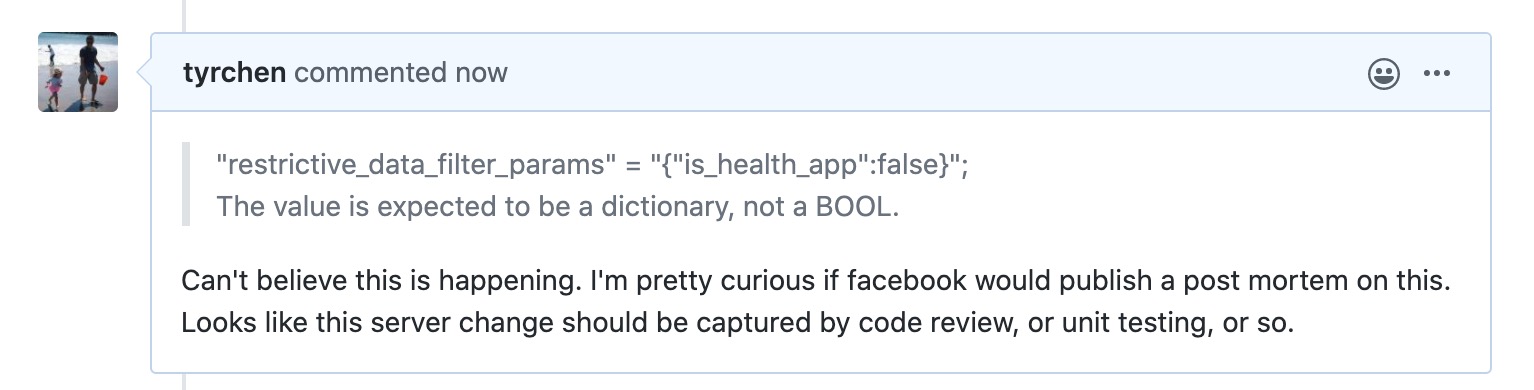 tyrchen commented now
"restrictive_data_filter_params" = "{"is_health_app":false}";
The value is expected to be a dictionary, not a BOOL.
Can't believe this is happening. I'm pretty curious if facebook would publish a post mortem on this.
Looks like this server change should be captured by code review, or unit testing, or so.